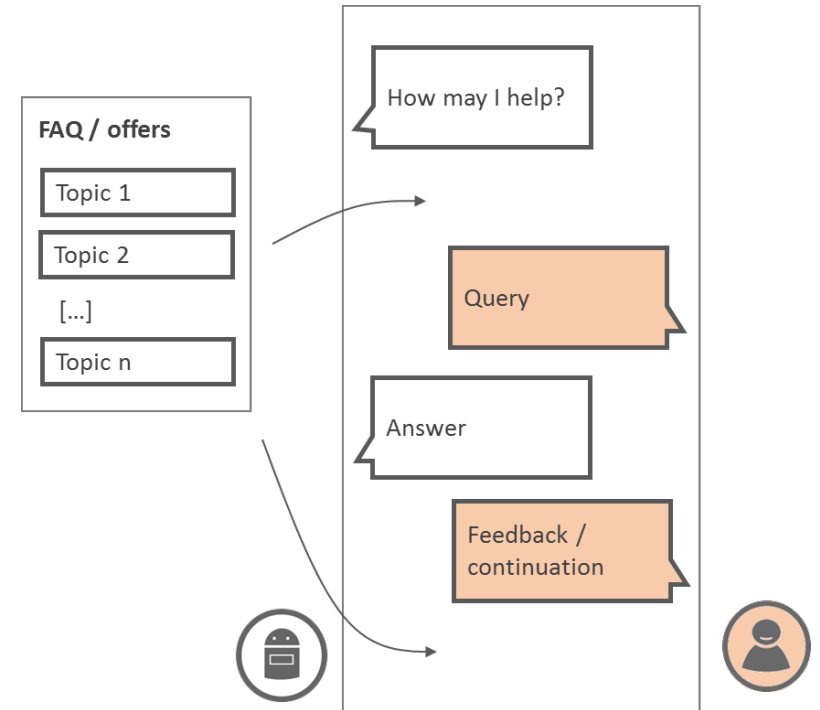 FAQ / offers
Topic 1
Topic 2
[...]
Topic n
How may I help?
Query
Answer
Feedback /
continuation